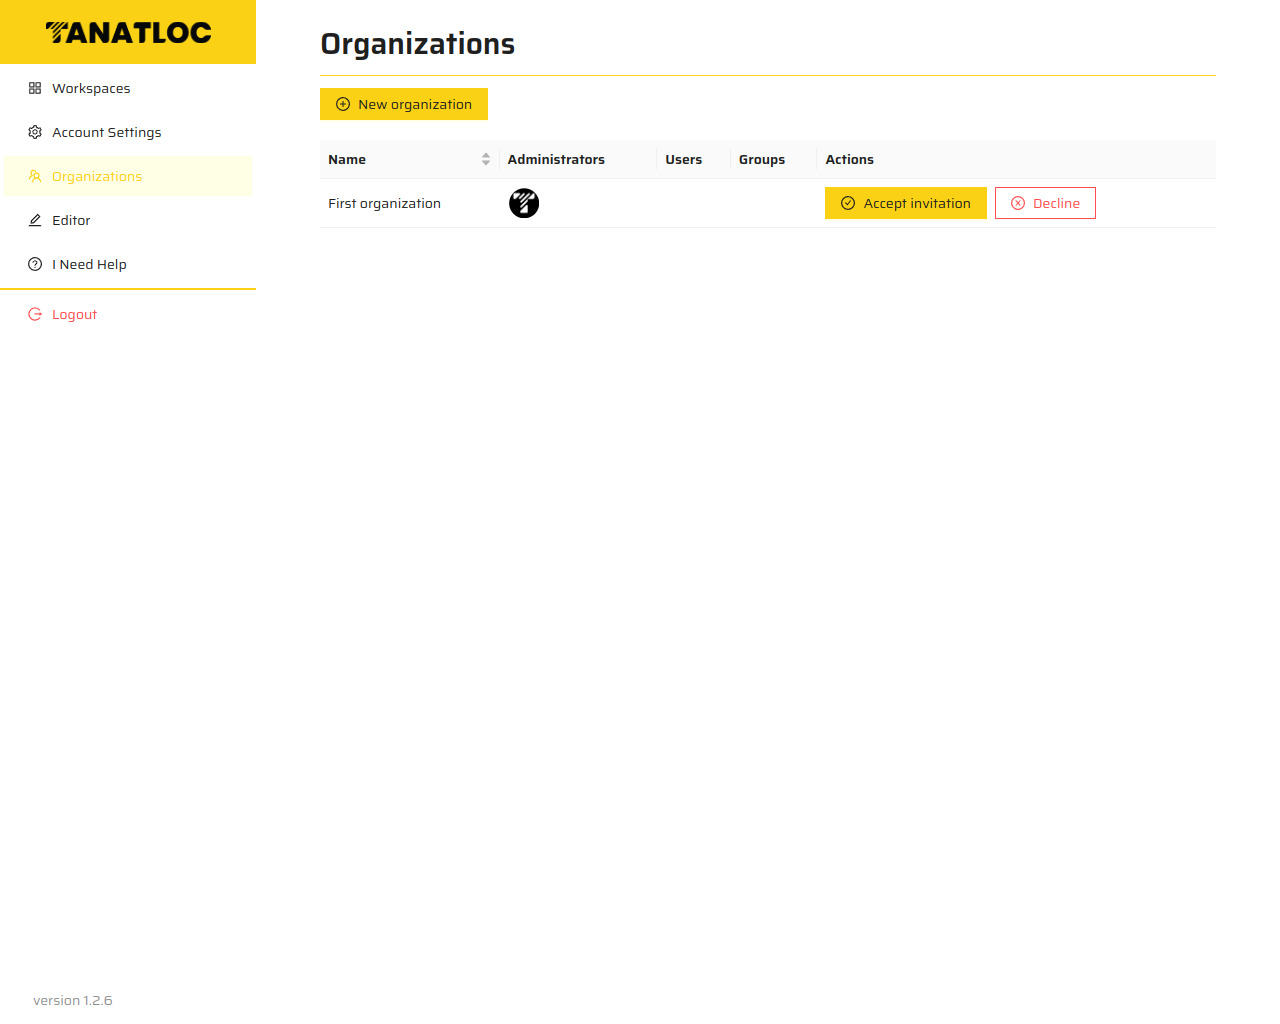 TANATLOC
Workspaces
Account Settings
Organizations
Editor
I Need Help
Logout
version 1.2.6
Organizations
New organization
Name Administrators Users Groups Actions
First organization Accept invitation Decline